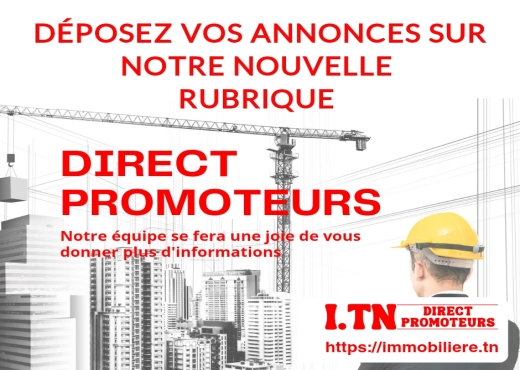 DÉPOSEZ VOS ANNONCES SUR
NOTRE NOUVELLE
RUBRIQUE
DIRECT
PROMOTEURS
Notre équipe se fera une joie de vous
donner plus d'informations
I.TN DIRECT
PROMOTEURS
https://immobiliere.tn